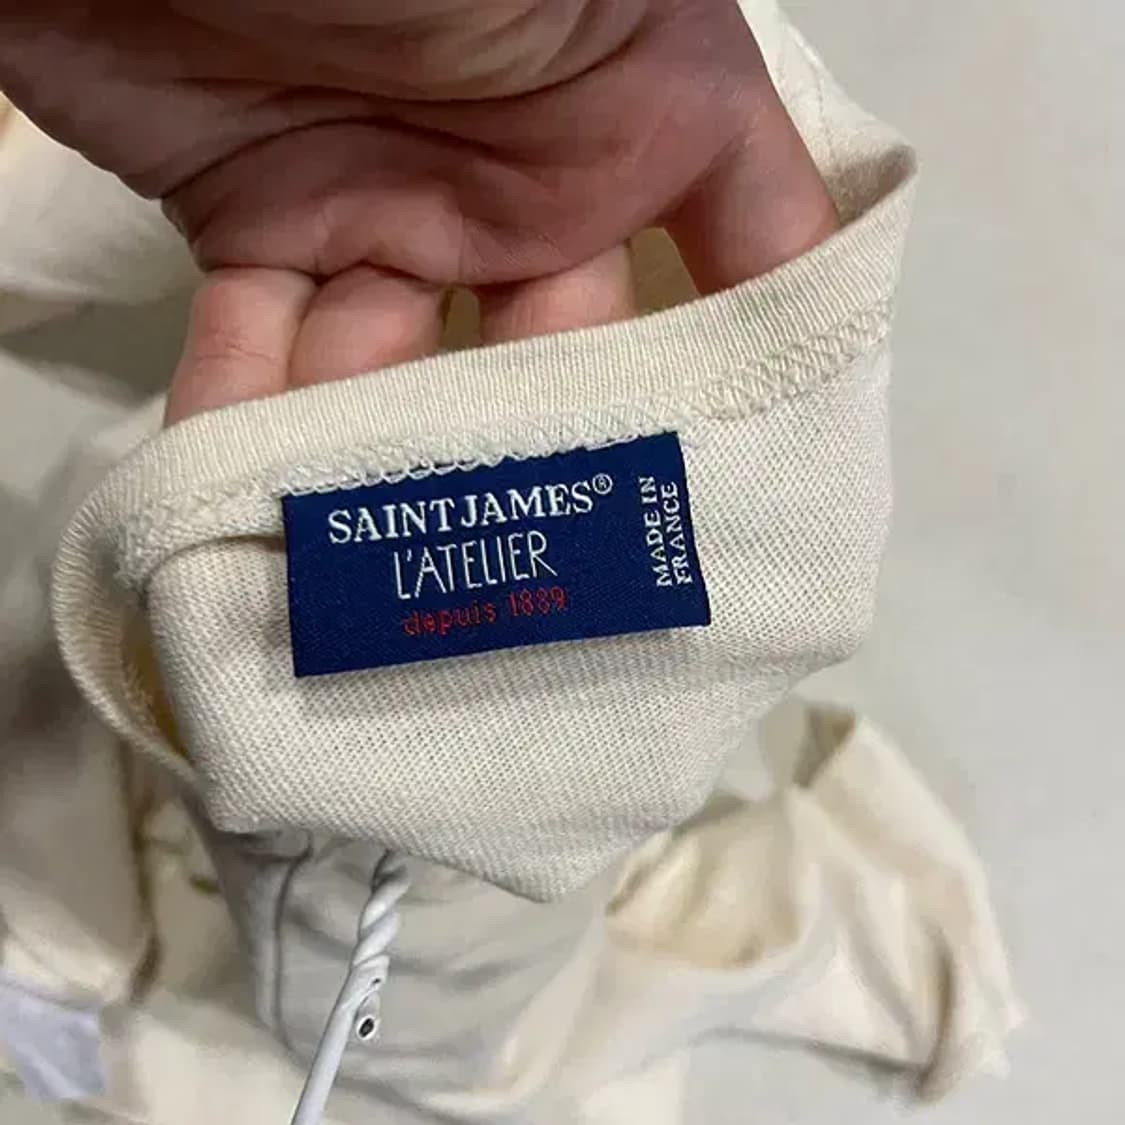 SAINT JAMES®
L'ATELIER
depuis 1889
MADE IN
FRANCE